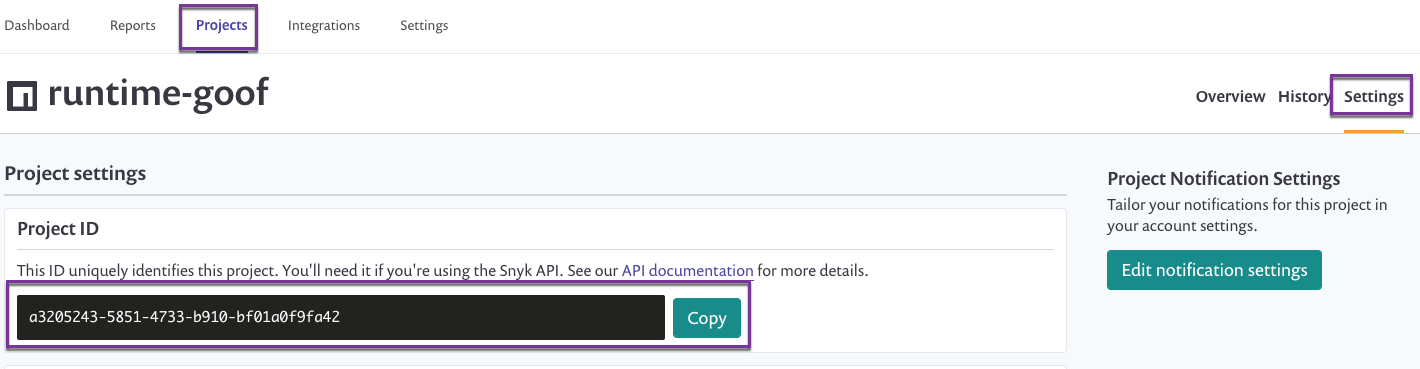 Dashboard Reports Projects Integrations Settings
runtime-goof
Overview History Settings
Project settings
Project ID
This ID uniquely identifies this project. You'll need it if you're using the Snyk API. See our API documentation for more details.
a3205243-5851-4733-b910-bf01a0f9fa42 Copy
Project Notification Settings
Tailor your notifications for this project in
your account settings.
Edit notification settings